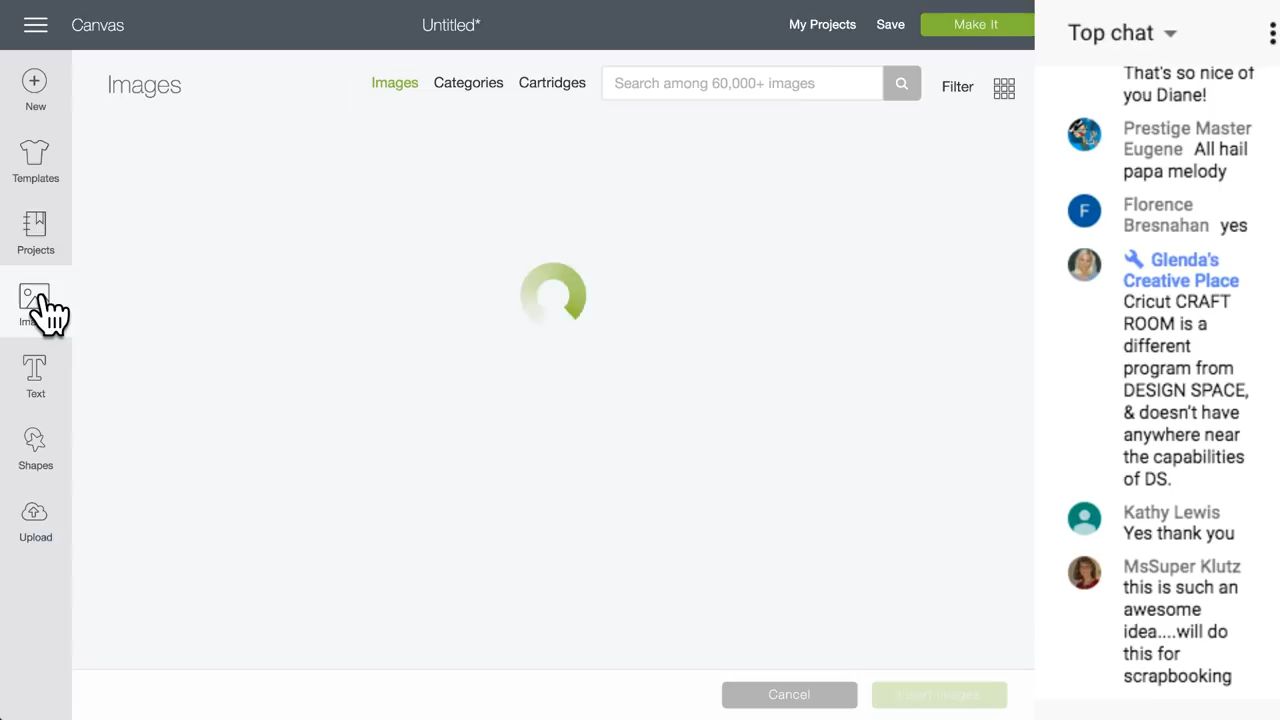 Canvas
Untitled*
My Projects
Save
Make It
New
Templates
Projects
Text
Shapes
Upload
Images
Images
Categories
Cartridges
Search among 60,000+ images
Filter
Cancel
Insert Images
Top chat
That's so nice of
you Diane!
Prestige Master
Eugene All hail
papa melody
Florence
Bresnahan yes
F
Glenda's
Creative Place
Cricut CRAFT
ROOM is a
different
program from
DESIGN SPACE,
& doesn't have
anywhere near
the capabilities
of DS.
Kathy Lewis
Yes thank you
MsSuper Klutz
this is such an
awesome
idea....will do
this for
scrapbooking